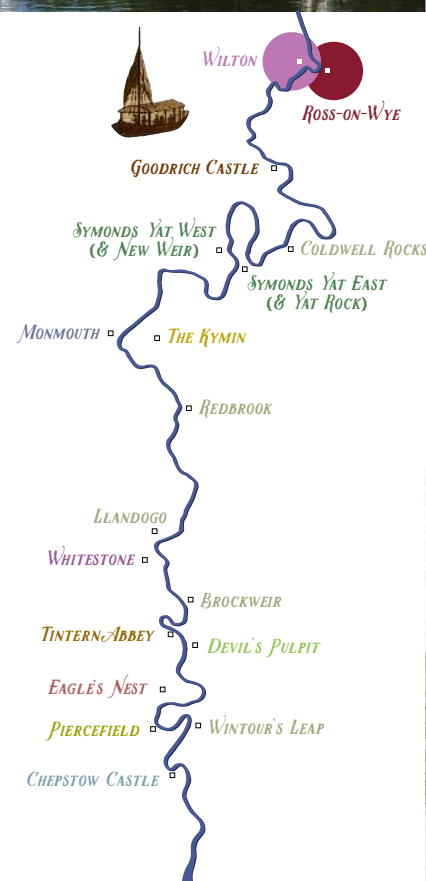 Wilton
Ross-on-Wye
Goodrich Castle
Symonds Yat West
(& New Weir)
Coldwell Rocks
Symonds Yat East
(& Yat Rock)
Monmouth
The Kymin
Redbrook
Llandogo
Whitestone
Brockweir
Tintern Abbey
Devil's Pulpit
Eagle's Nest
Piercefield
Wintour's Leap
Chepstow Castle